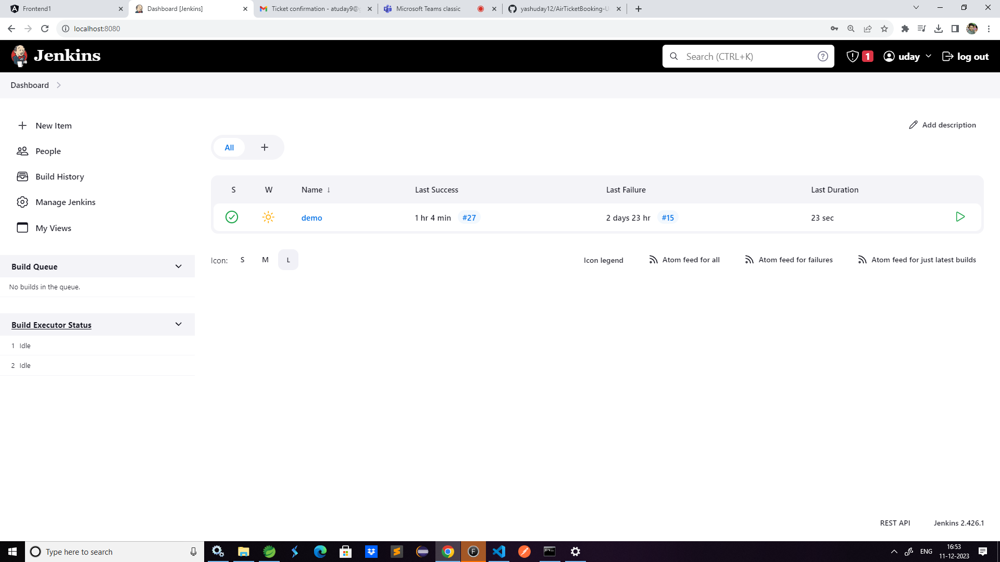 Frontend1
Dashboard [Jenkins]
Ticket confirmation - atuday9@
Microsoft Teams classic
yashuday12/AirTicketBooking-U
localhost:8080
Jenkins
Search (CTRL+K)
1
uday
log out
Dashboard
New Item
People
Build History
Manage Jenkins
My Views
Add description
All
S W Name ↓ Last Success Last Failure Last Duration
demo 1 hr 4 min #27 2 days 23 hr #15 23 sec
Icon: S M L
Icon legend
Atom feed for all
Atom feed for failures
Atom feed for just latest builds
Build Queue
No builds in the queue.
Build Executor Status
1 Idle
2 Idle
REST API
Jenkins 2.426.1
Type here to search
ENG
16:53
11-12-2023